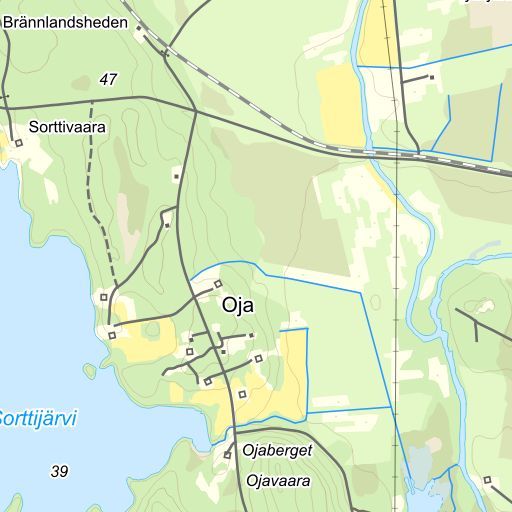 Brännlandsheden
47
Sorttivaara
Oja
Sorttijärvi
39
Ojaberget
Ojavaara